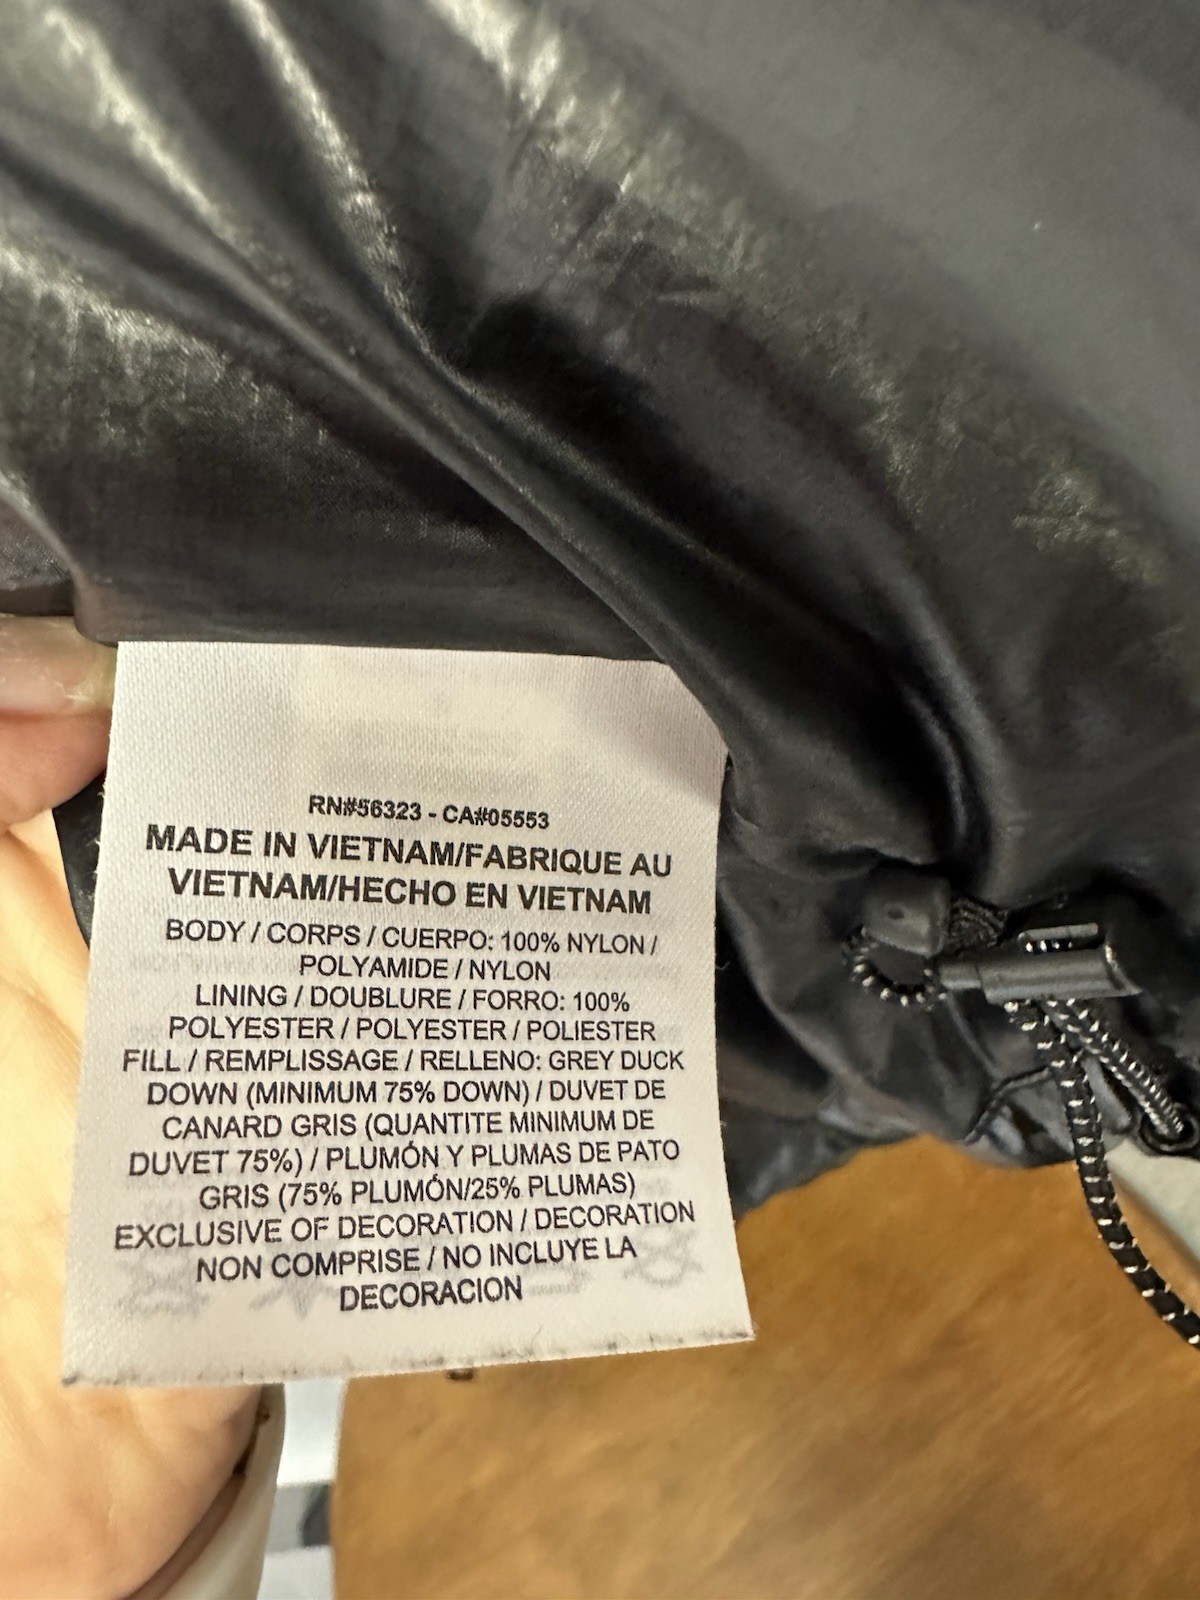 RN#56323 - CA#05553
MADE IN VIETNAM/FABRIQUE AU
VIETNAM/HECHO EN VIETNAM
BODY / CORPS / CUERPO: 100% NYLON /
POLYAMIDE / NYLON
LINING / DOUBLURE / FORRO: 100%
POLYESTER / POLYESTER / POLIESTER
FILL / REMPLISSAGE / RELLENO: GREY DUCK
DOWN (MINIMUM 75% DOWN) / DUVET DE
CANARD GRIS (QUANTITE MINIMUM DE
DUVET 75%) / PLUMÓN Y PLUMAS DE PATO
GRIS (75% PLUMÓN/25% PLUMAS)
EXCLUSIVE OF DECORATION / DECORATION
NON COMPRISE / NO INCLUYE LA
DECORACION